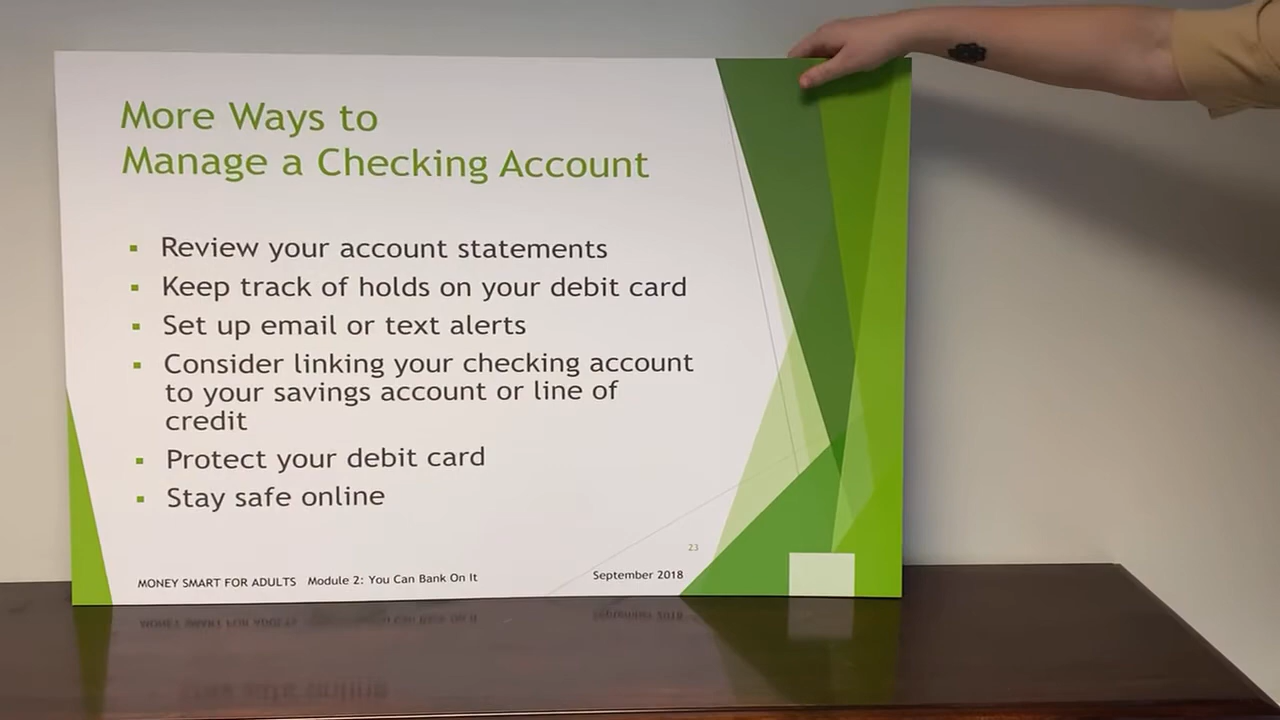 More Ways to
Manage a Checking Account
▪ Review your account statements
▪ Keep track of holds on your debit card
▪ Set up email or text alerts
▪ Consider linking your checking account
to your savings account or line of
credit
▪ Protect your debit card
▪ Stay safe online
23
MONEY SMART FOR ADULTS Module 2: You Can Bank On It September 2018